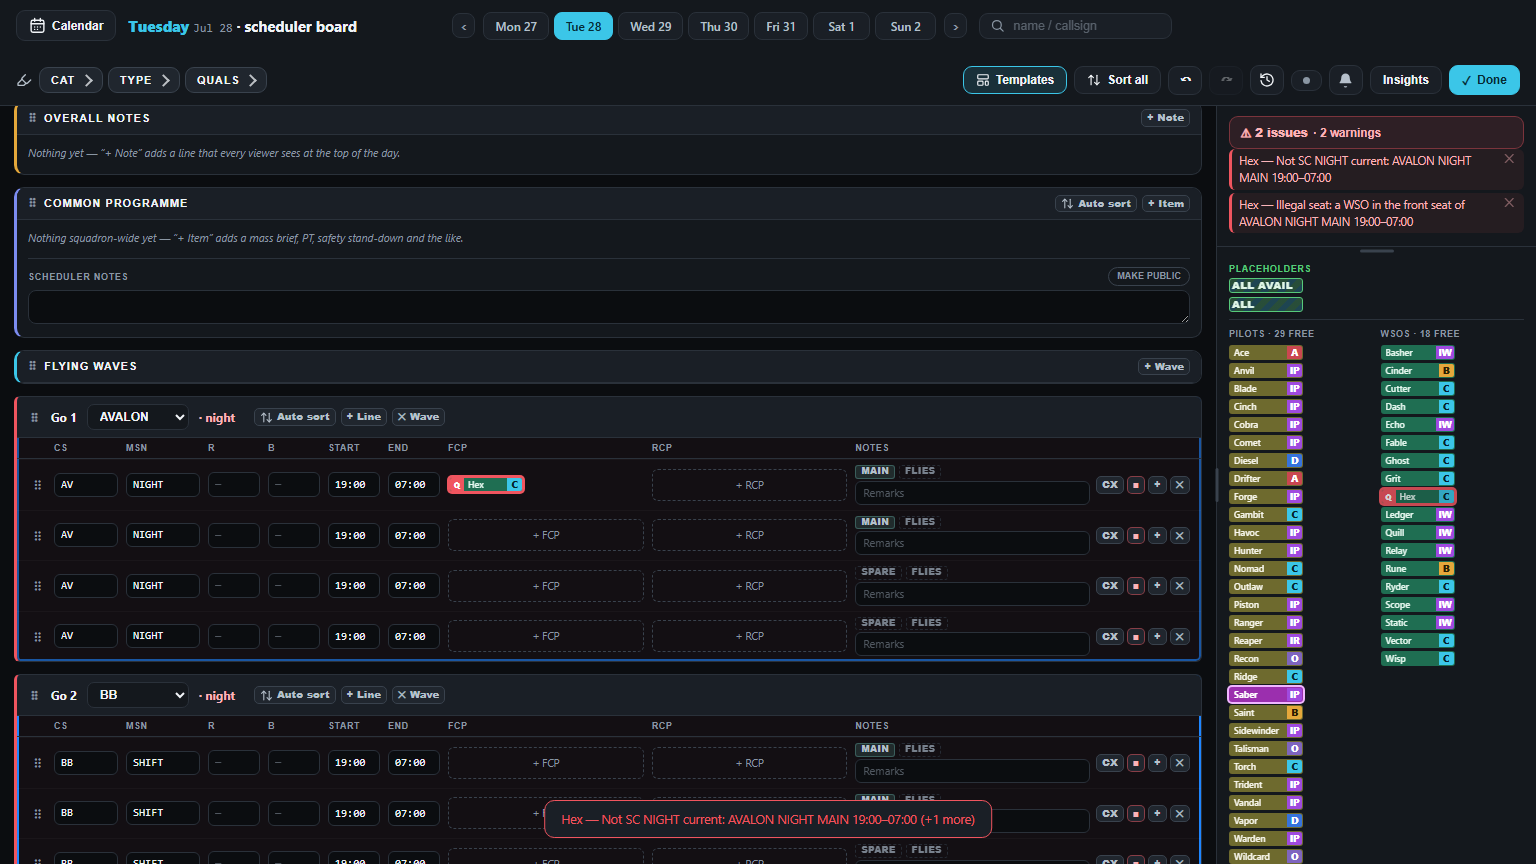 Calendar
Tuesday Jul 28 · scheduler board
‹ Mon 27 Tue 28 Wed 29 Thu 30 Fri 31 Sat 1 Sun 2 ›
name / callsign
CAT TYPE QUALS
Templates Sort all Insights ✓ Done
OVERALL NOTES + Note
Nothing yet — "+ Note" adds a line that every viewer sees at the top of the day.
COMMON PROGRAMME Auto sort + Item
Nothing squadron-wide yet — "+ Item" adds a mass brief, PT, safety stand-down and the like.
SCHEDULER NOTES MAKE PUBLIC
FLYING WAVES + Wave
Go 1 AVALON · night Auto sort + Line ✕ Wave
CS MSN R B START END FCP RCP NOTES
AV NIGHT – – 19:00 07:00 Q Hex C + RCP MAIN FLIES Remarks CX + ✕
AV NIGHT – – 19:00 07:00 + FCP + RCP MAIN FLIES Remarks CX + ✕
AV NIGHT – – 19:00 07:00 + FCP + RCP SPARE FLIES Remarks CX + ✕
AV NIGHT – – 19:00 07:00 + FCP + RCP SPARE FLIES Remarks CX + ✕
Go 2 BB · night Auto sort + Line ✕ Wave
CS MSN R B START END FCP RCP NOTES
BB SHIFT – – 19:00 07:00 + FCP + RCP MAIN FLIES Remarks CX + ✕
BB SHIFT – – 19:00 07:00 MAIN FLIES CX + ✕
BB SHIFT 19:00 07:00 SPARE FLIES
Hex — Not SC NIGHT current: AVALON NIGHT MAIN 19:00–07:00 (+1 more)
⚠ 2 issues · 2 warnings
Hex — Not SC NIGHT current: AVALON NIGHT
MAIN 19:00–07:00
Hex — Illegal seat: a WSO in the front seat of
AVALON NIGHT MAIN 19:00–07:00
PLACEHOLDERS
ALL AVAIL
ALL
PILOTS · 29 FREE
Ace A
Anvil IP
Blade IP
Cinch IP
Cobra IP
Comet IP
Diesel D
Drifter A
Forge IP
Gambit C
Havoc IP
Hunter IP
Nomad C
Outlaw C
Piston IP
Ranger IP
Reaper IR
Recon O
Ridge C
Saber IP
Saint B
Sidewinder IP
Talisman O
Torch C
Trident IP
Vandal IP
Vapor D
Warden IP
Wildcard O
WSOS · 18 FREE
Basher IW
Cinder B
Cutter C
Dash C
Echo IW
Fable C
Ghost C
Grit C
Q Hex C
Ledger IW
Quill IW
Relay IW
Rune B
Ryder C
Scope IW
Static IW
Vector C
Wisp C